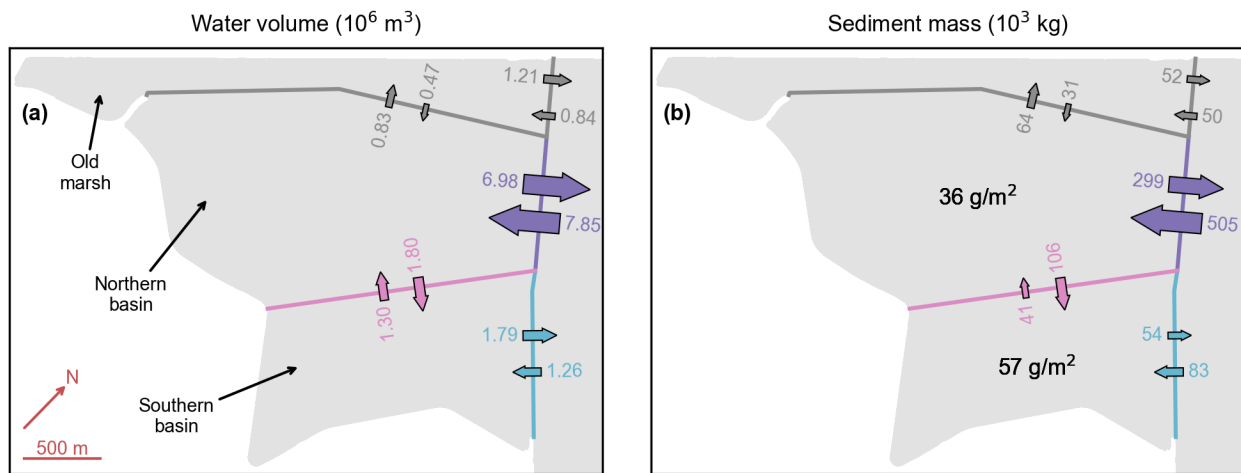 Water volume (10⁶ m³)
(a)
Old
marsh
Northern
basin
Southern
basin
N
500 m
0.83
0.47
1.21
0.84
6.98
7.85
1.30
1.80
1.79
1.26
Sediment mass (10³ kg)
(b)
64
31
52
50
299
505
36 g/m²
41
106
54
83
57 g/m²